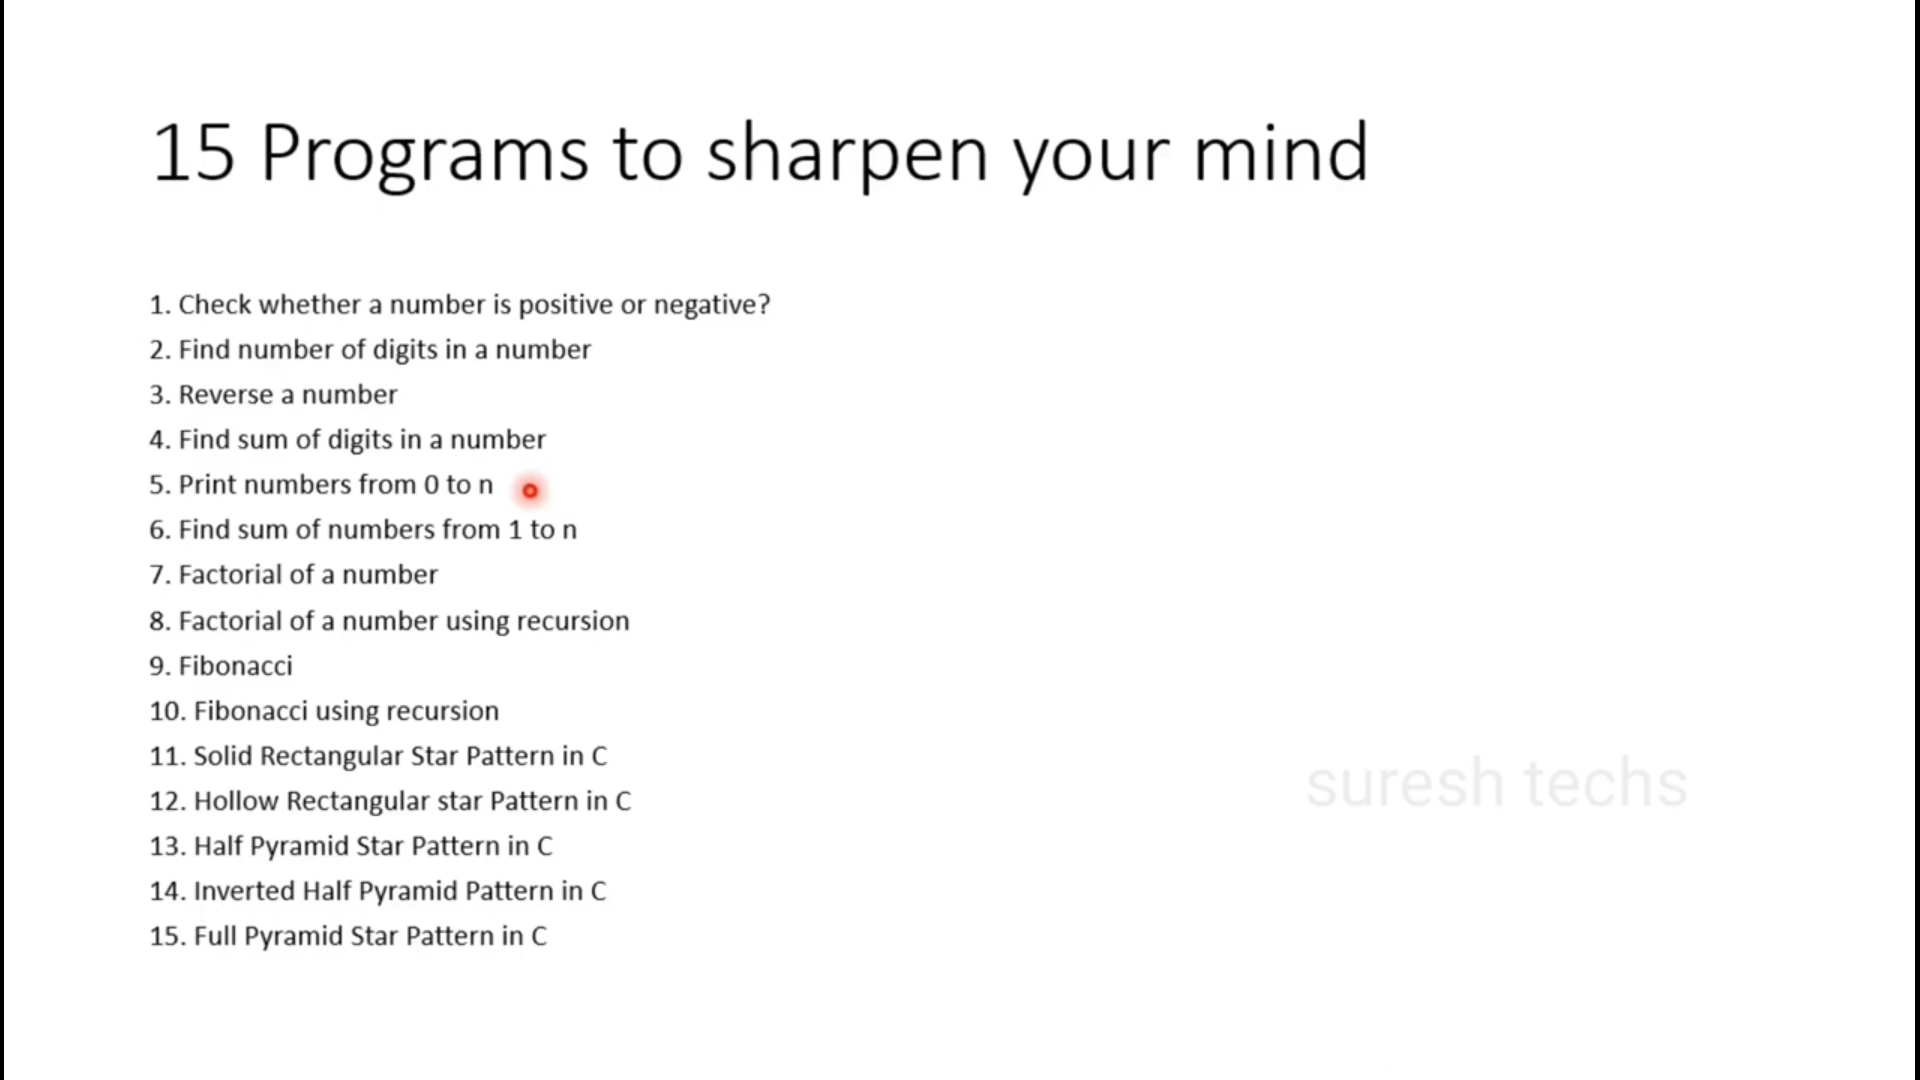 15 Programs to sharpen your mind
1. Check whether a number is positive or negative?
2. Find number of digits in a number
3. Reverse a number
4. Find sum of digits in a number
5. Print numbers from 0 to n
6. Find sum of numbers from 1 to n
7. Factorial of a number
8. Factorial of a number using recursion
9. Fibonacci
10. Fibonacci using recursion
11. Solid Rectangular Star Pattern in C
12. Hollow Rectangular star Pattern in C
13. Half Pyramid Star Pattern in C
14. Inverted Half Pyramid Pattern in C
15. Full Pyramid Star Pattern in C
suresh techs